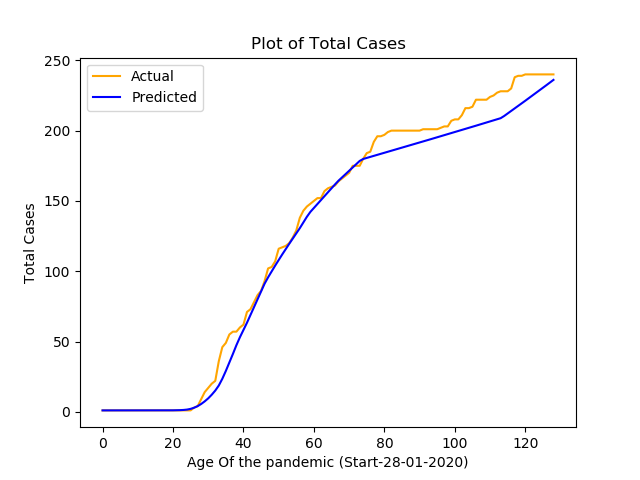 Plot of Total Cases
Actual
Predicted
250
200
150
100
50
0
Total Cases
0 20 40 60 80 100 120
Age Of the pandemic (Start-28-01-2020)